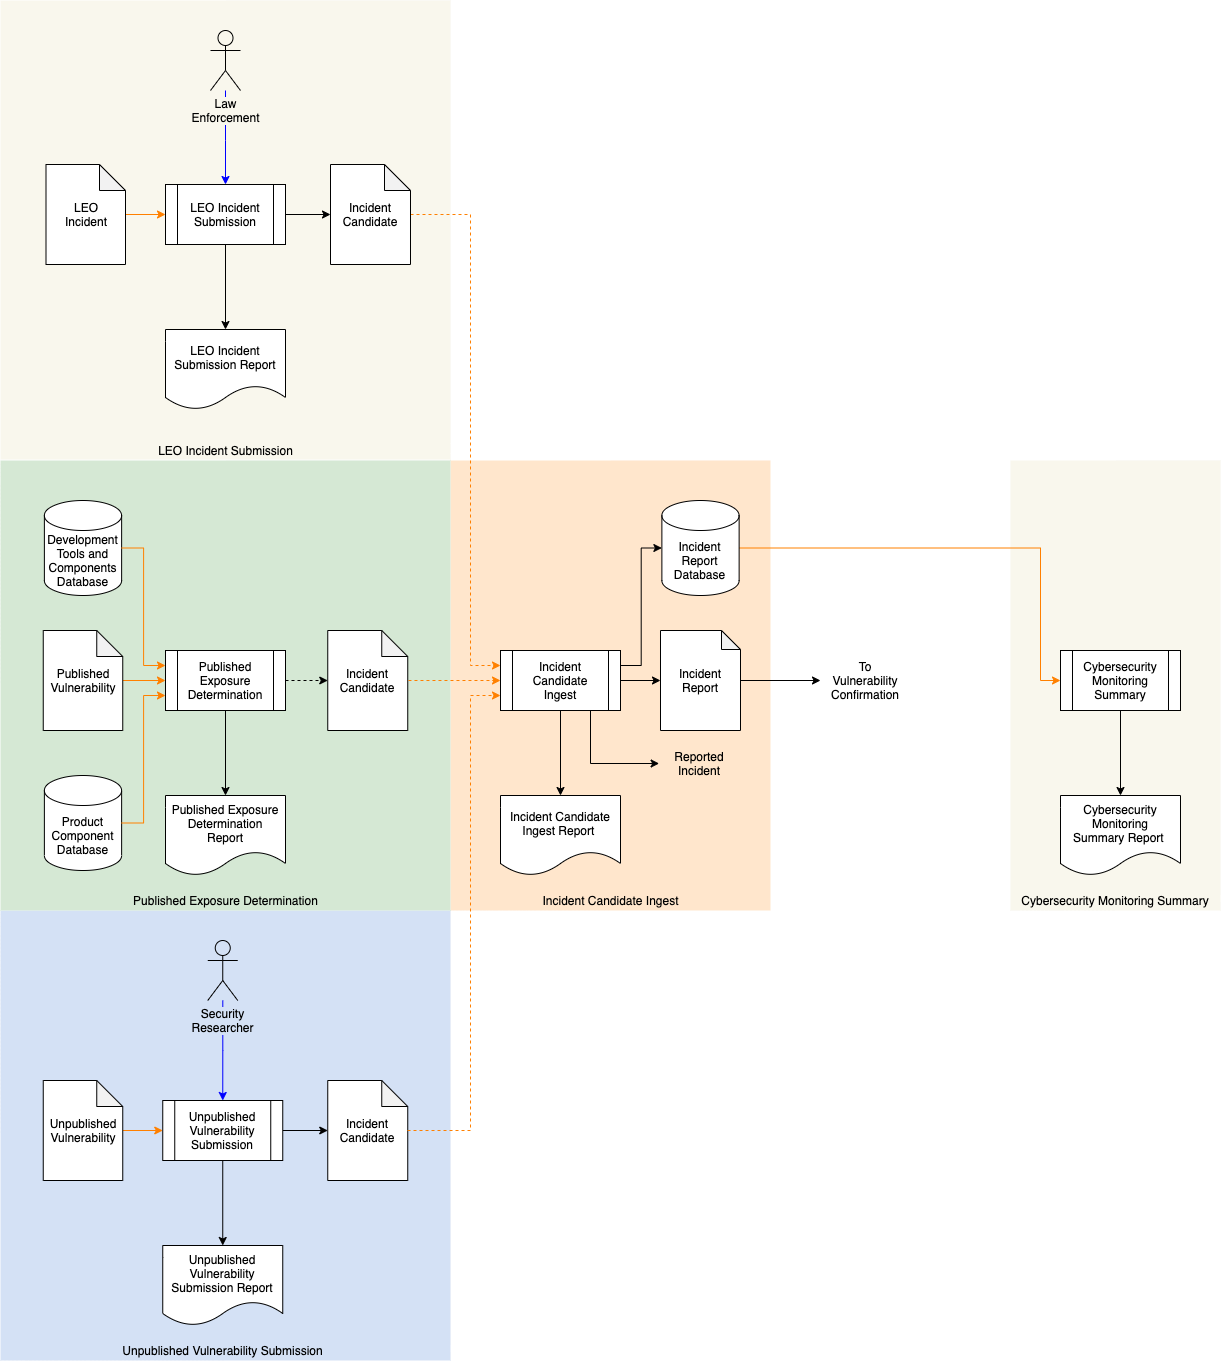 Law
Enforcement
LEO
Incident
LEO Incident
Submission
Incident
Candidate
LEO Incident
Submission Report
LEO Incident Submission
Development
Tools and
Components
Database
Published
Vulnerability
Product
Component
Database
Published
Exposure
Determination
Incident
Candidate
Published Exposure
Determination
Report
Published Exposure Determination
Incident
Report
Database
Incident
Candidate
Ingest
Incident
Report
To
Vulnerability
Confirmation
Reported
Incident
Incident Candidate
Ingest Report
Incident Candidate Ingest
Cybersecurity
Monitoring
Summary
Cybersecurity
Monitoring
Summary Report
Cybersecurity Monitoring Summary
Security
Researcher
Unpublished
Vulnerability
Unpublished
Vulnerability
Submission
Incident
Candidate
Unpublished
Vulnerability
Submission Report
Unpublished Vulnerability Submission